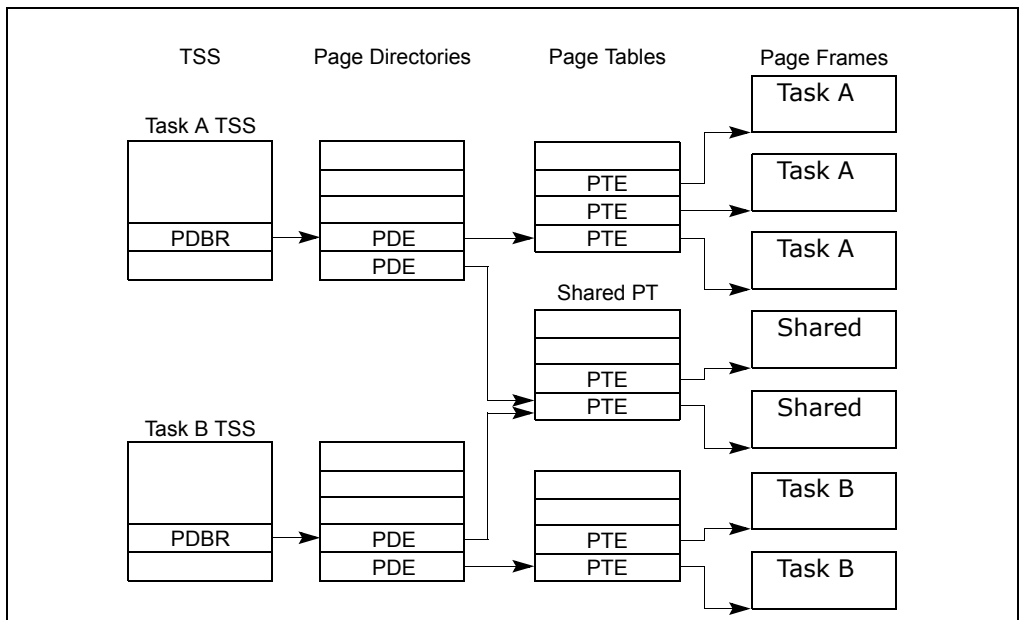 TSS
Page Directories
Page Tables
Page Frames
Task A TSS
PDBR
PDE
PDE
PTE
PTE
PTE
Task A
Task A
Task A
Shared PT
PTE
PTE
Shared
Shared
Task B TSS
PDBR
PDE
PDE
PTE
PTE
Task B
Task B